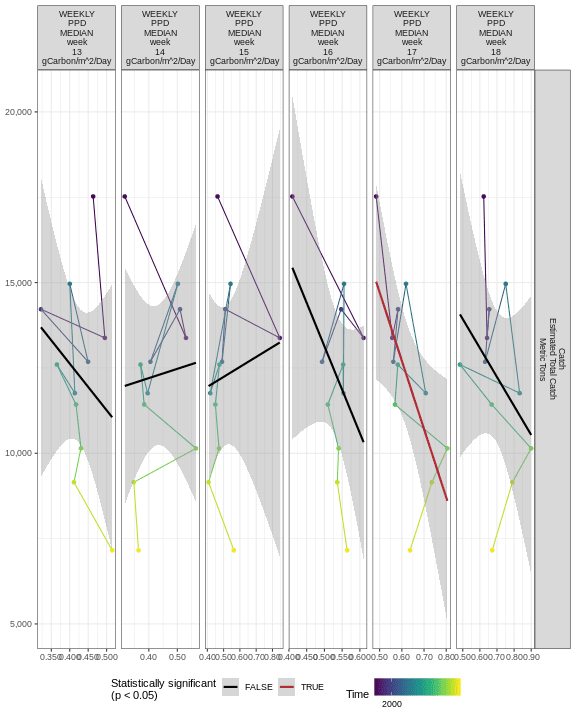 WEEKLY WEEKLY WEEKLY WEEKLY WEEKLY WEEKLY
PPD PPD PPD PPD PPD PPD
MEDIAN MEDIAN MEDIAN MEDIAN MEDIAN MEDIAN
week week week week week week
13 14 15 16 17 18
gCarbon/m^2/Day gCarbon/m^2/Day gCarbon/m^2/Day gCarbon/m^2/Day gCarbon/m^2/Day gCarbon/m^2/Day
20,000
15,000
10,000
5,000
Catch
Estimated Total Catch
Metric Tons
0.350 0.400 0.450 0.500 0.40 0.50 0.40 0.50 0.60 0.70 0.80 0.400 0.450 0.500 0.550 0.600 0.50 0.60 0.70 0.80 0.50 0.60 0.70 0.80 0.90
Statistically significant
(p < 0.05)
FALSE TRUE
Time
2000